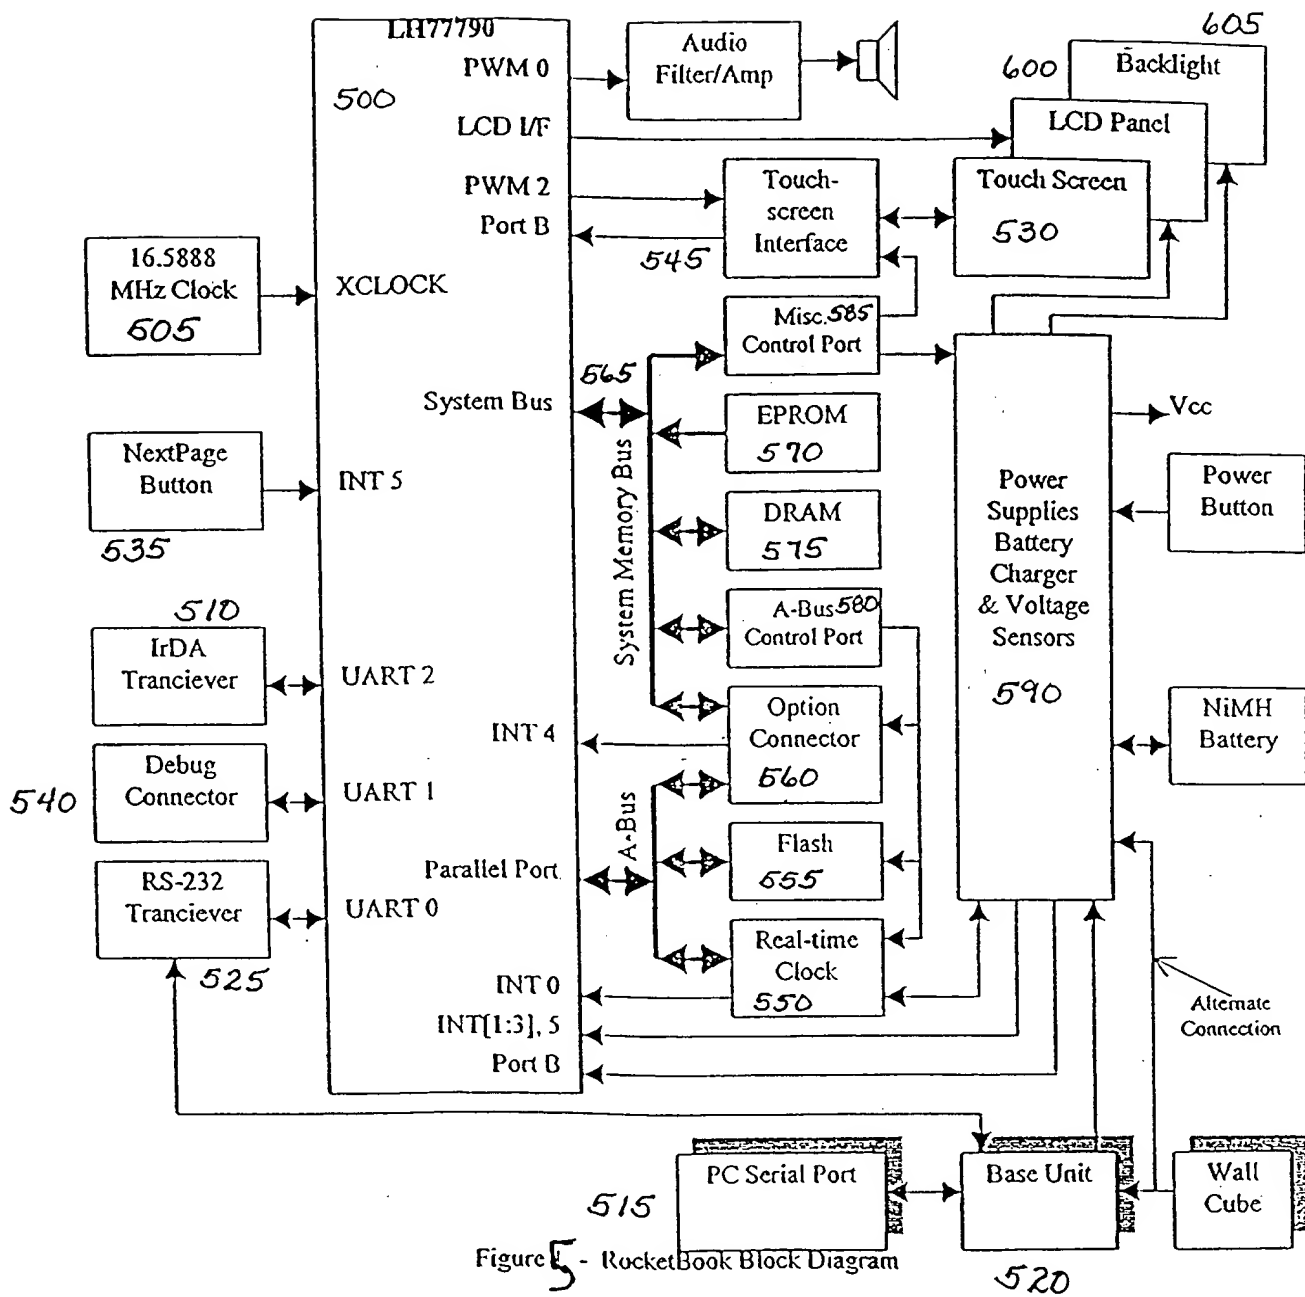 LH77790
500
PWM 0
LCD I/F
PWM 2
Port B
XCLOCK
System Bus
INT 5
UART 2
INT 4
UART 1
Parallel Port
UART 0
INT 0
INT[1:3], 5
Port B
Audio
Filter/Amp
605
600
Backlight
LCD Panel
Touch Screen
530
Touch-
screen
Interface
545
16.5888
MHz Clock
505
NextPage
Button
535
510
IrDA
Tranciever
540
Debug
Connector
RS-232
Tranciever
525
565
System Memory Bus
A-Bus
Misc. 585
Control Port
EPROM
570
DRAM
575
A-Bus 580
Control Port
Option
Connector
560
Flash
555
Real-time
Clock
550
Power
Supplies
Battery
Charger
& Voltage
Sensors
590
Vcc
Power
Button
NiMH
Battery
Alternate
Connection
515
PC Serial Port
Base Unit
520
Wall
Cube
Figure 5 - RocketBook Block Diagram